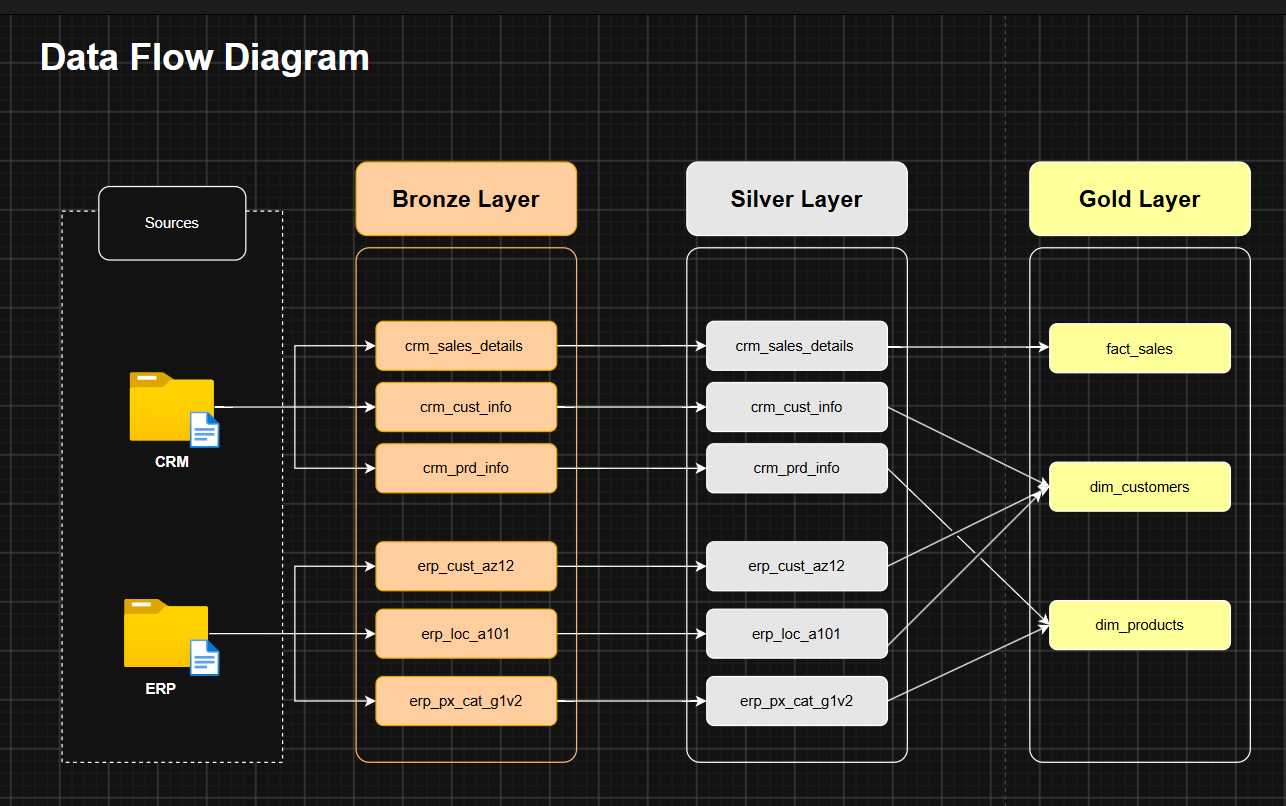 Data Flow Diagram
Sources
Bronze Layer
Silver Layer
Gold Layer
CRM
ERP
crm_sales_details
crm_cust_info
crm_prd_info
erp_cust_az12
erp_loc_a101
erp_px_cat_g1v2
crm_sales_details
crm_cust_info
crm_prd_info
erp_cust_az12
erp_loc_a101
erp_px_cat_g1v2
fact_sales
dim_customers
dim_products